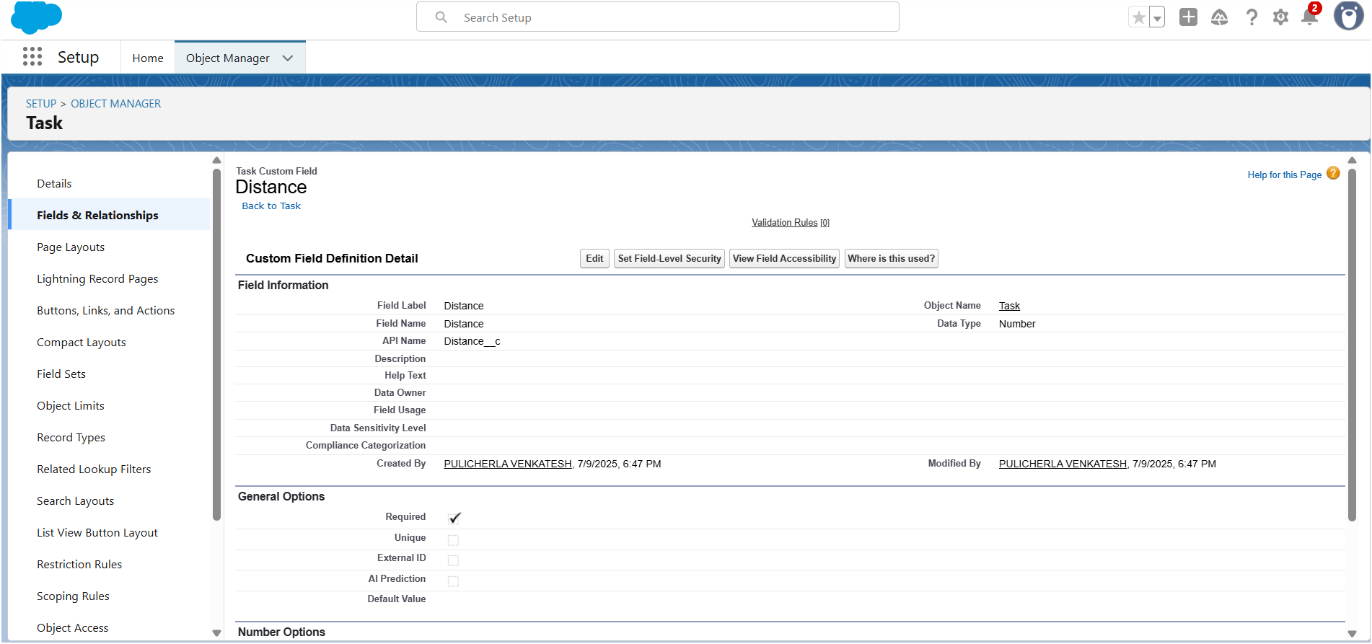 Search Setup
2
Setup
Home
Object Manager
SETUP > OBJECT MANAGER
Task
Details
Fields & Relationships
Page Layouts
Lightning Record Pages
Buttons, Links, and Actions
Compact Layouts
Field Sets
Object Limits
Record Types
Related Lookup Filters
Search Layouts
List View Button Layout
Restriction Rules
Scoping Rules
Object Access
Task Custom Field
Distance
Back to Task
Help for this Page ?
Validation Rules [0]
Custom Field Definition Detail
Edit
Set Field-Level Security
View Field Accessibility
Where is this used?
Field Information
Field Label Distance Object Name Task
Field Name Distance Data Type Number
API Name Distance__c
Description
Help Text
Data Owner
Field Usage
Data Sensitivity Level
Compliance Categorization
Created By PULICHERLA VENKATESH, 7/9/2025, 6:47 PM Modified By PULICHERLA VENKATESH, 7/9/2025, 6:47 PM
General Options
Required
Unique
External ID
AI Prediction
Default Value
Number Options